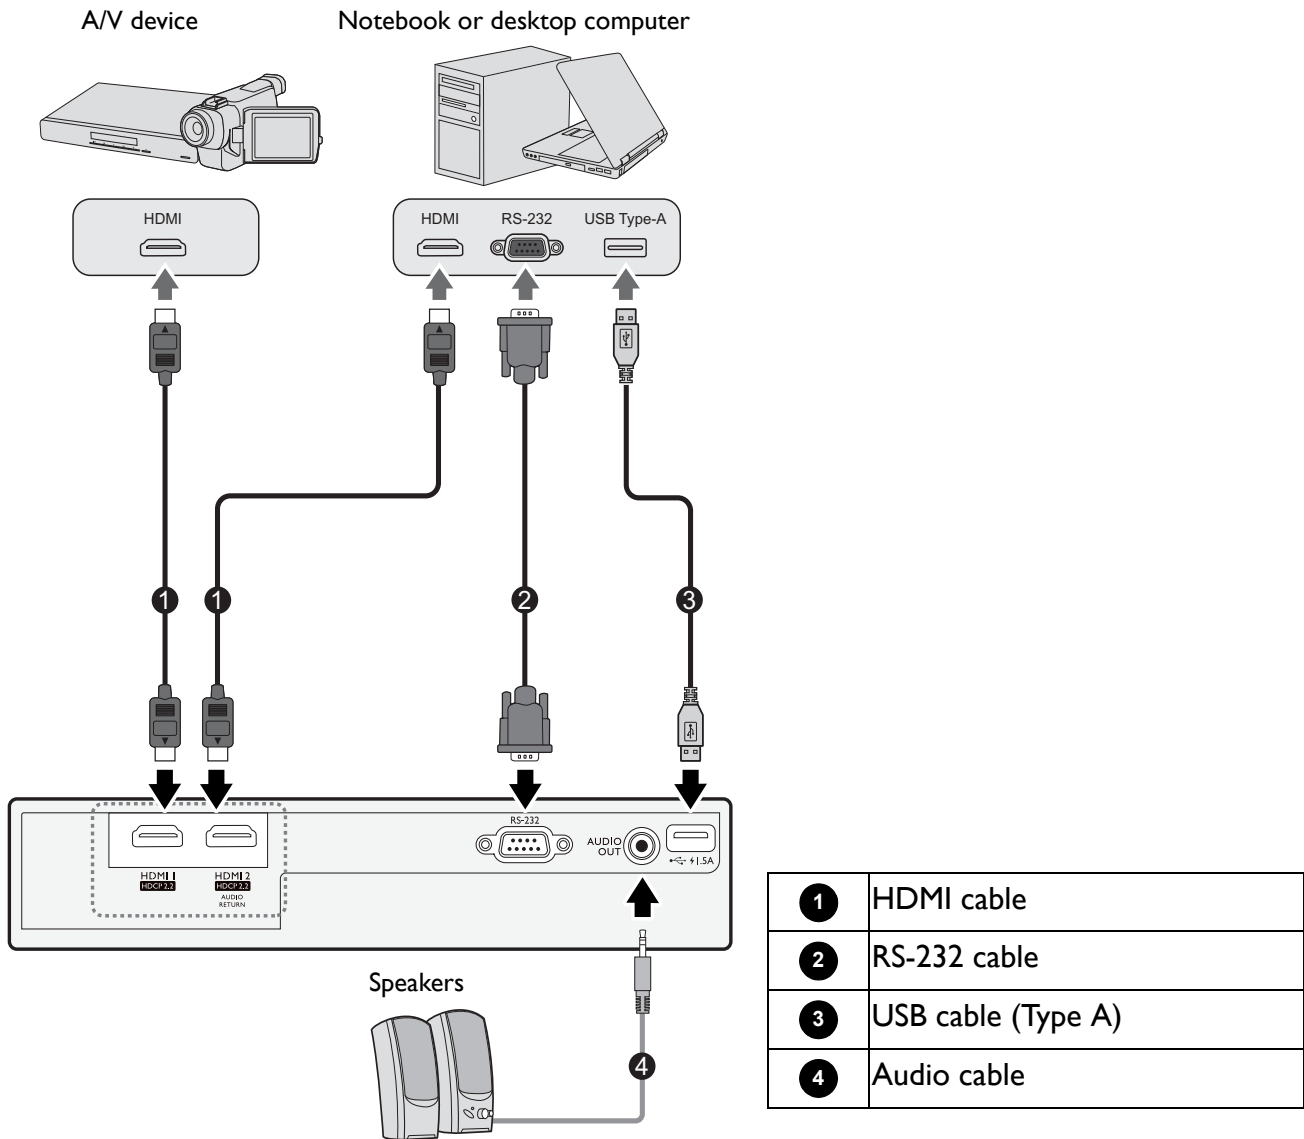 A/V device
Notebook or desktop computer
HDMI
HDMI
RS-232
USB Type-A
1
1
2
3
RS-232
AUDIO
OUT
1.5A
HDMI 1
HDCP 2.2
HDMI 2
HDCP 2.2
AUDIO
RETURN
Speakers
4
1 HDMI cable
2 RS-232 cable
3 USB cable (Type A)
4 Audio cable